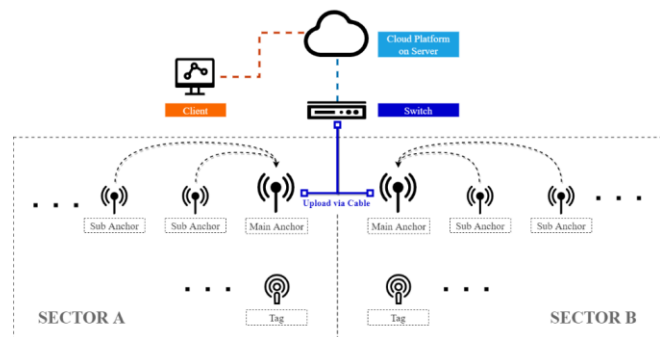 Cloud Platform
on Server
Client
Switch
Upload via Cable
Sub Anchor
Sub Anchor
Main Anchor
Main Anchor
Sub Anchor
Sub Anchor
SECTOR A
Tag
Tag
SECTOR B